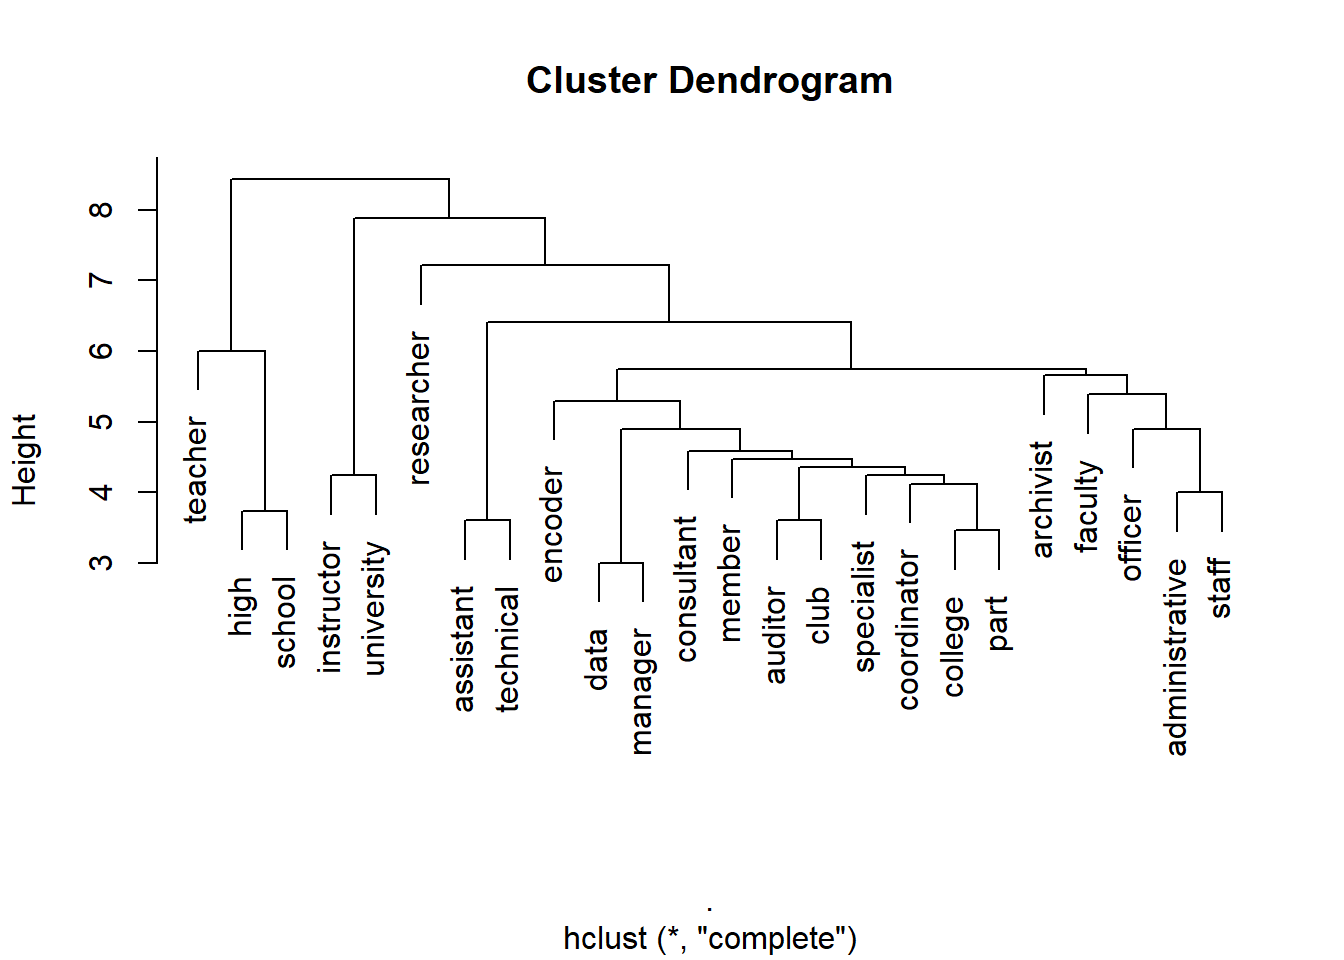 Cluster Dendrogram
Height
8
7
6
5
4
3
teacher
high
school
instructor
university
researcher
assistant
technical
encoder
data
manager
consultant
member
auditor
club
specialist
coordinator
college
part
archivist
faculty
officer
administrative
staff
.
hclust (*, "complete")